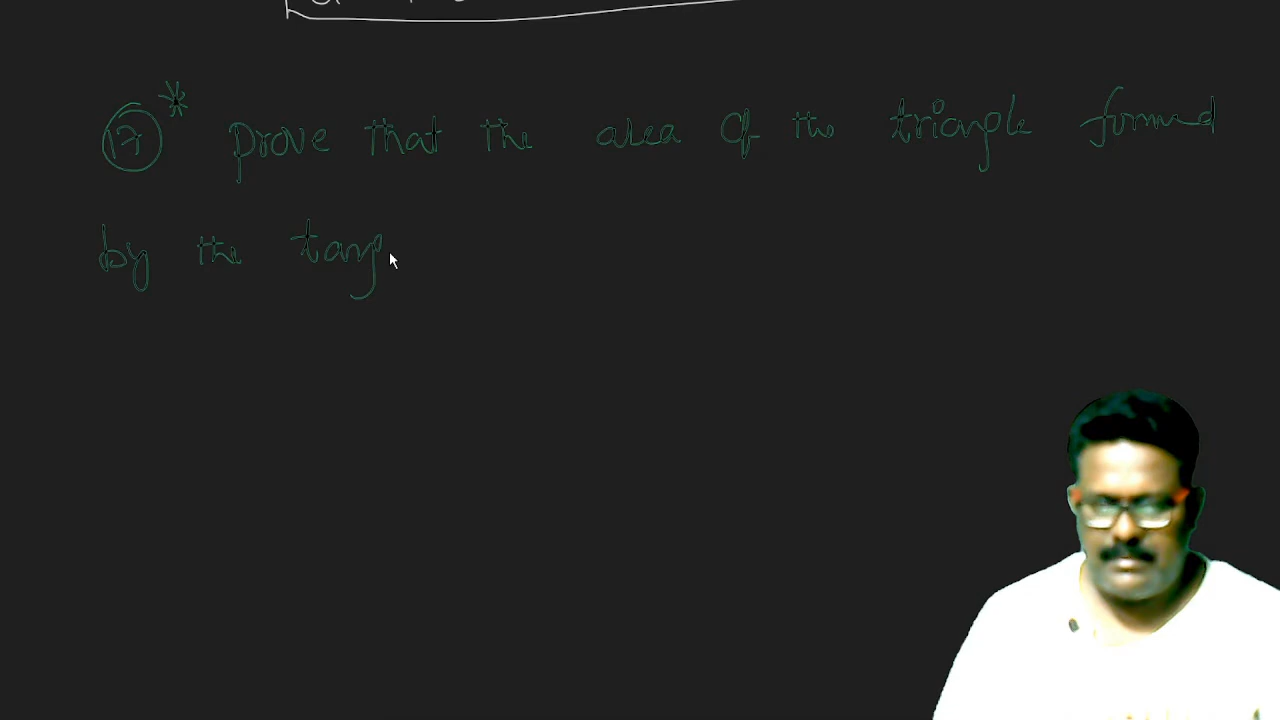 17 * prove that the area of the triangle formed
by the tang